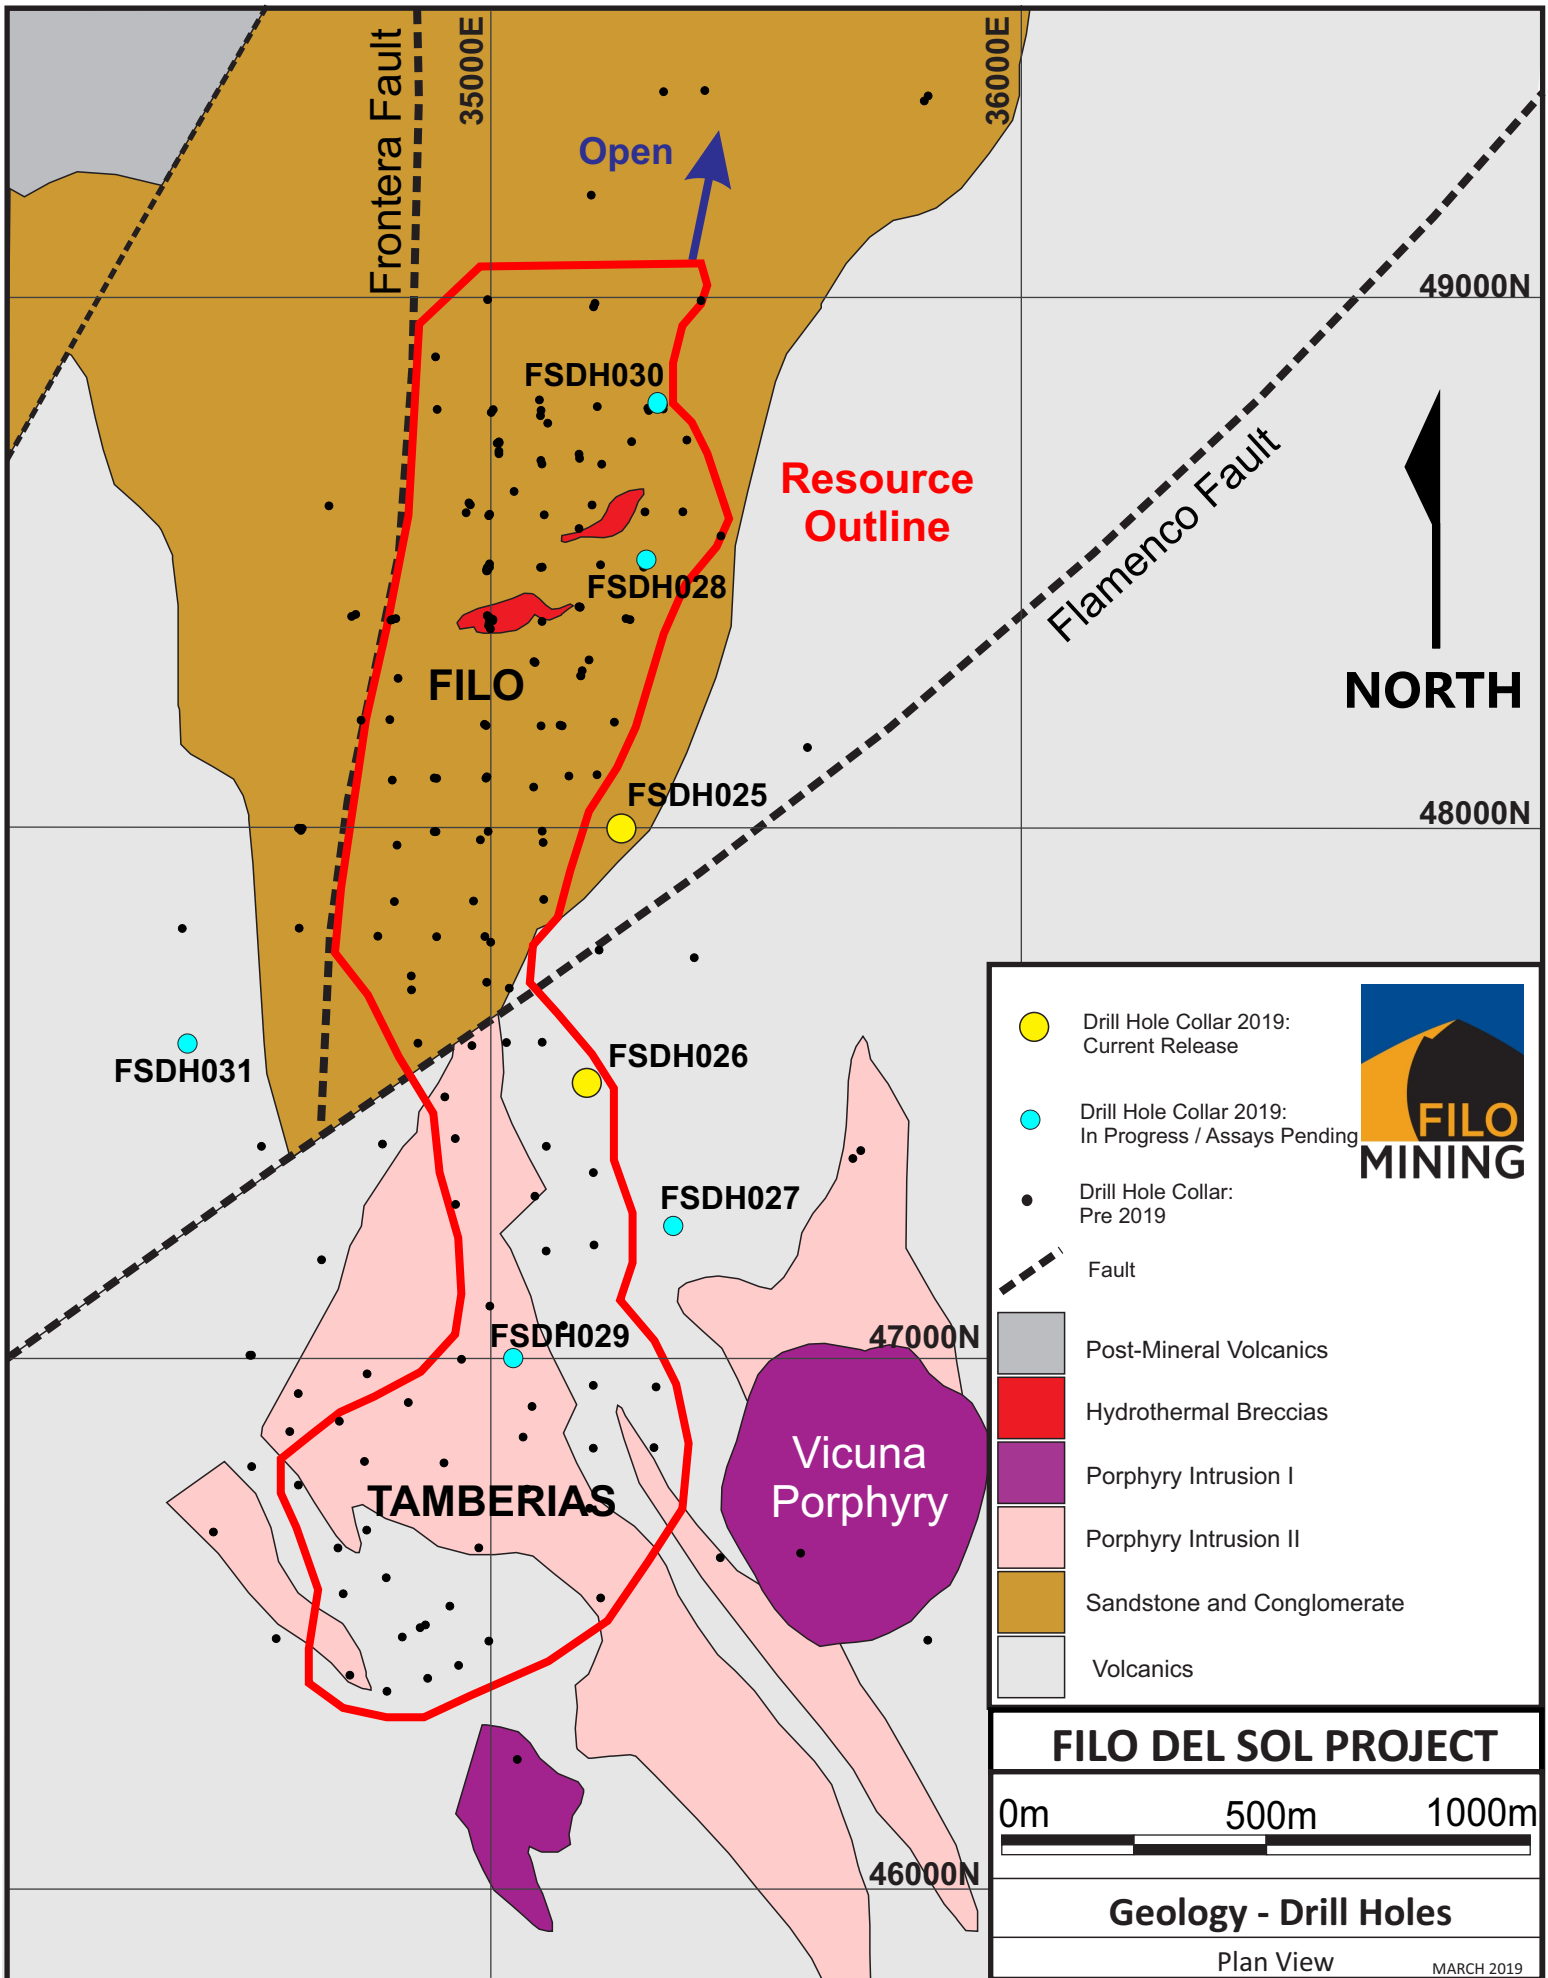 Frontera Fault
35000E
36000E
Open
49000N
FSDH030
Resource
Outline
Flamenco Fault
FSDH028
NORTH
FILO
FSDH025
48000N
FSDH031
FSDH026
FSDH027
FSDH029
47000N
Vicuna
Porphyry
TAMBERIAS
46000N
Drill Hole Collar 2019:
Current Release
Drill Hole Collar 2019:
In Progress / Assays Pending
Drill Hole Collar:
Pre 2019
Fault
FILO
MINING
Post-Mineral Volcanics
Hydrothermal Breccias
Porphyry Intrusion I
Porphyry Intrusion II
Sandstone and Conglomerate
Volcanics
FILO DEL SOL PROJECT
0m 500m 1000m
Geology - Drill Holes
Plan View MARCH 2019